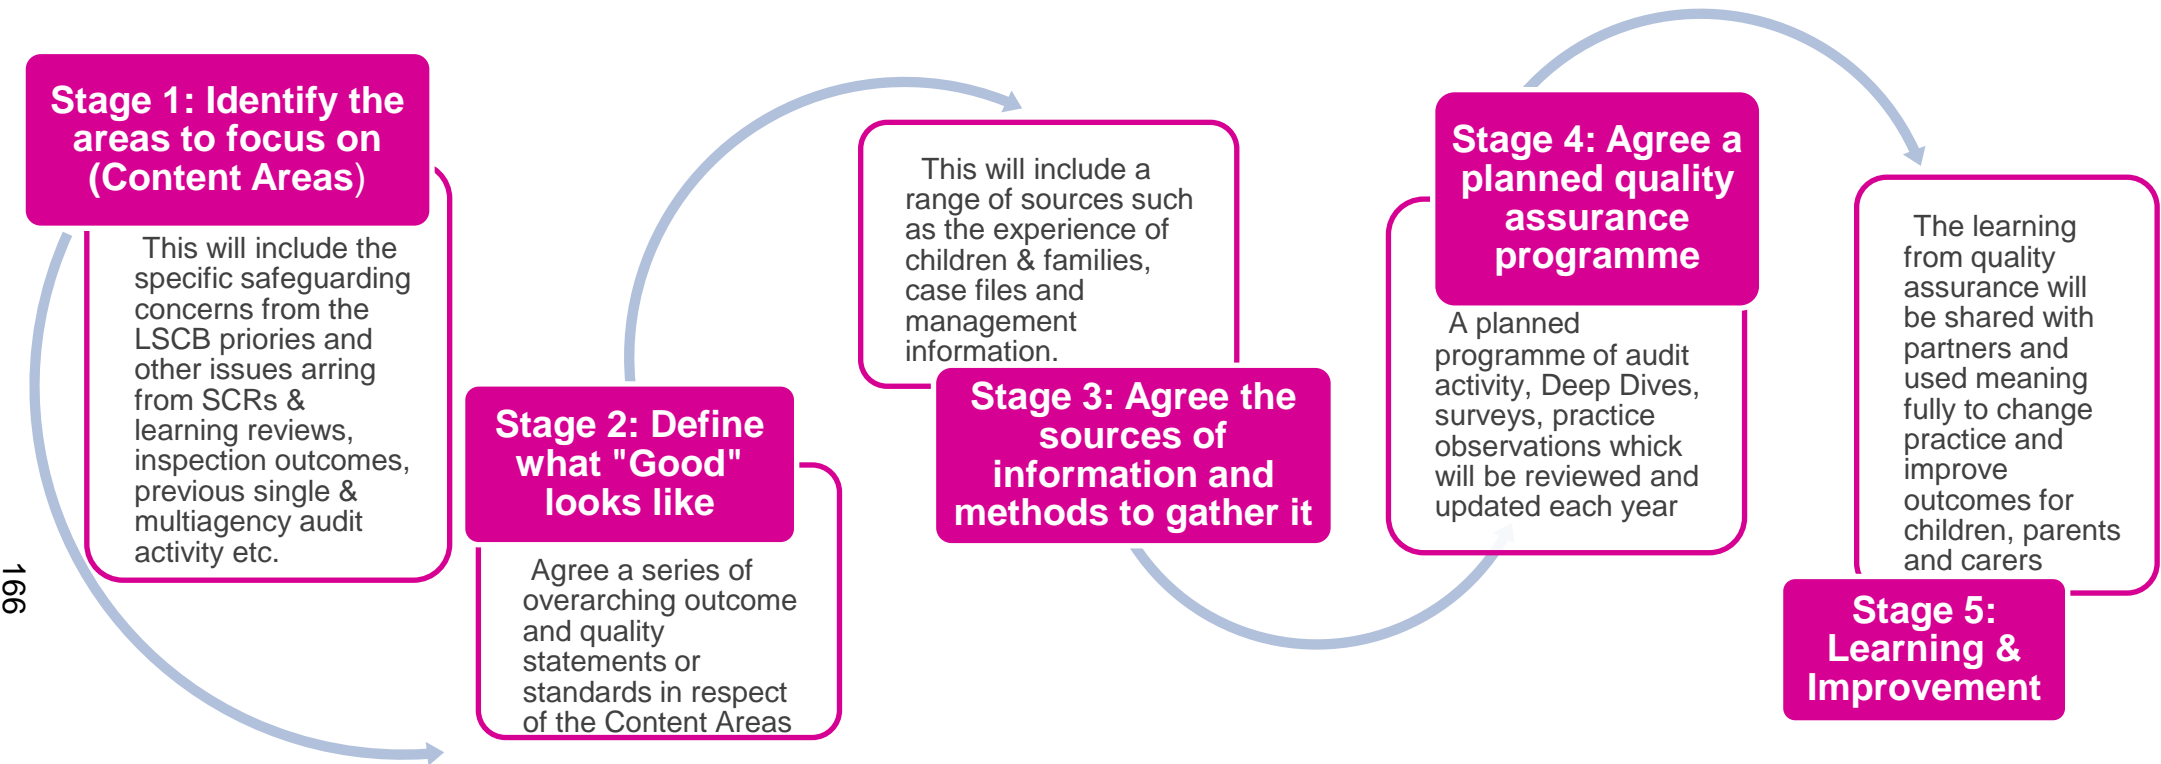 Stage 1: Identify the
areas to focus on
(Content Areas)
This will include the
specific safeguarding
concerns from the
LSCB priories and
other issues arring
from SCRs &
learning reviews,
inspection outcomes,
previous single &
multiagency audit
activity etc.
Stage 2: Define
what "Good"
looks like
Agree a series of
overarching outcome
and quality
statements or
standards in respect
of the Content Areas
This will include a
range of sources such
as the experience of
children & families,
case files and
management
information.
Stage 3: Agree the
sources of
information and
methods to gather it
Stage 4: Agree a
planned quality
assurance
programme
A planned
programme of audit
activity, Deep Dives,
surveys, practice
observations whick
will be reviewed and
updated each year
The learning
from quality
assurance will
be shared with
partners and
used meaning
fully to change
practice and
improve
outcomes for
children, parents
and carers
Stage 5:
Learning &
Improvement
166